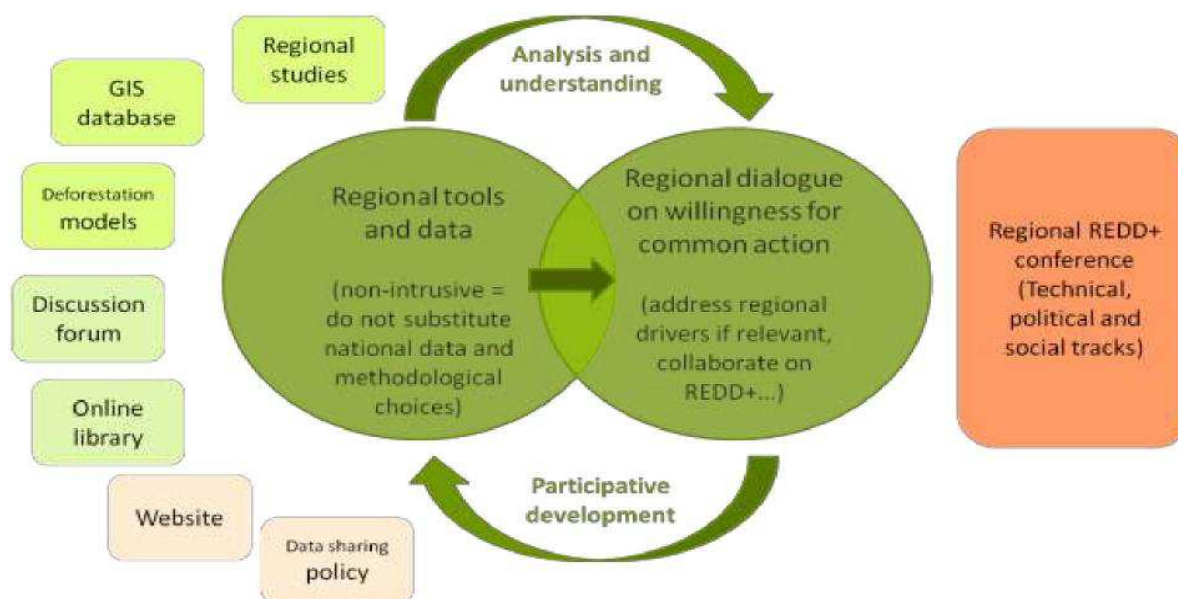 Regional
studies
GIS
database
Deforestation
models
Discussion
forum
Online
library
Website
Data sharing
policy
Analysis and
understanding
Regional tools
and data
(non-intrusive =
do not substitute
national data and
methodological
choices)
Regional dialogue
on willingness for
common action
(address regional
drivers if relevant,
collaborate on
REDD+...)
Participative
development
Regional REDD+
conference
(Technical,
political and
social tracks)